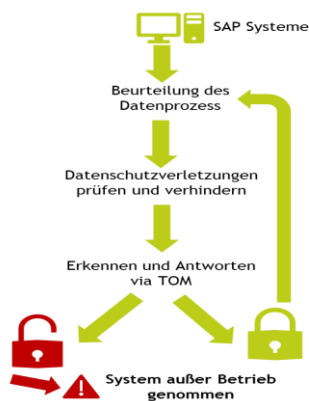 SAP Systeme
Beurteilung des
Datenprozess
Datenschutzverletzungen
prüfen und verhindern
Erkennen und Antworten
via TOM
System außer Betrieb
genommen